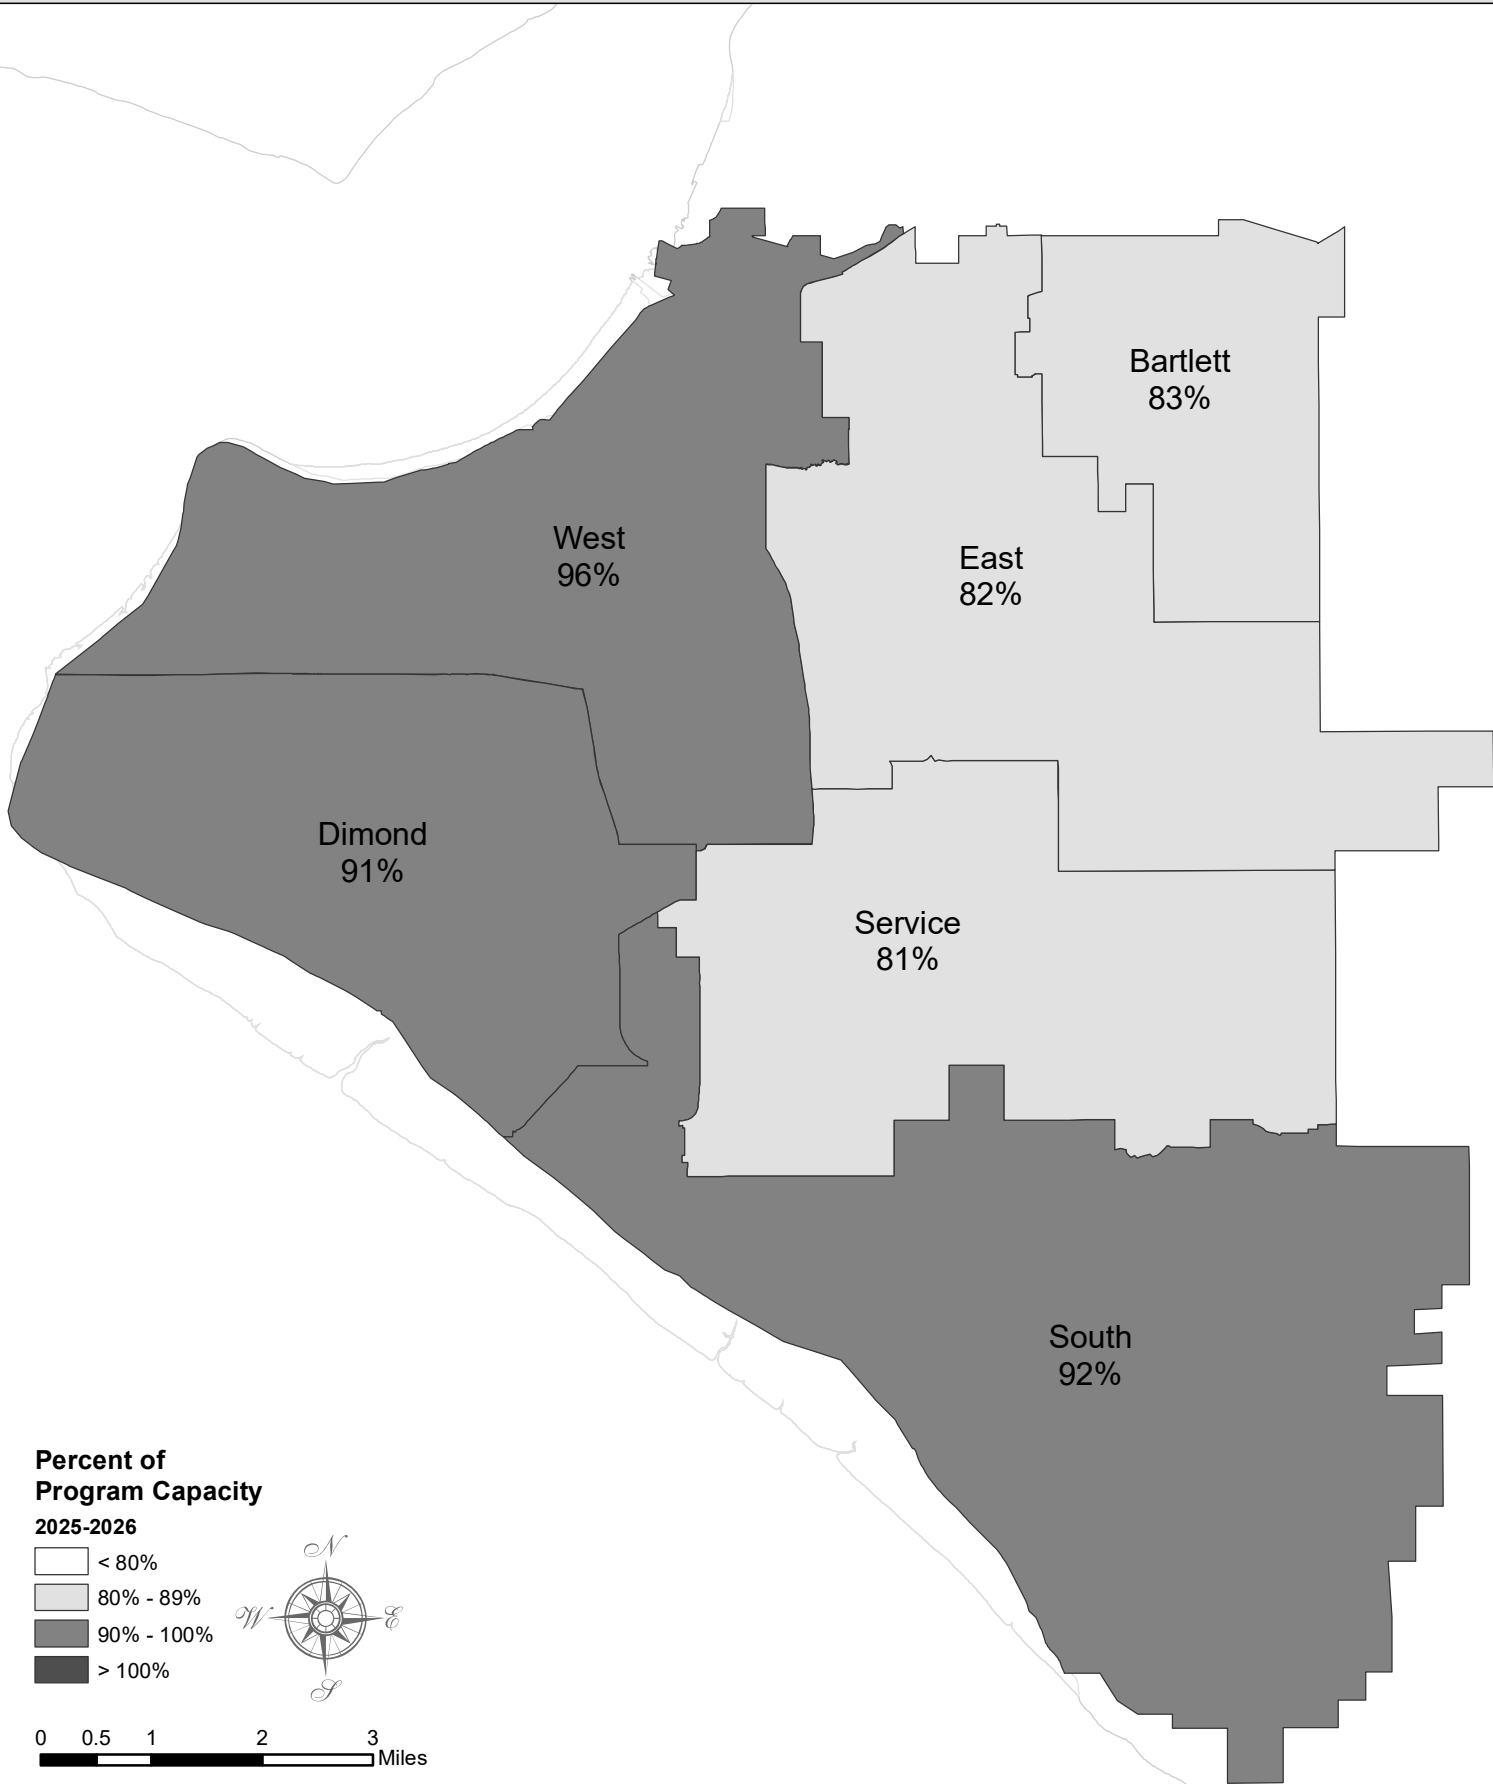 Bartlett
83%
West
96%
East
82%
Dimond
91%
Service
81%
South
92%
Percent of
Program Capacity
2025-2026
< 80%
80% - 89%
90% - 100%
> 100%
N
W
E
S
0 0.5 1 2 3
Miles